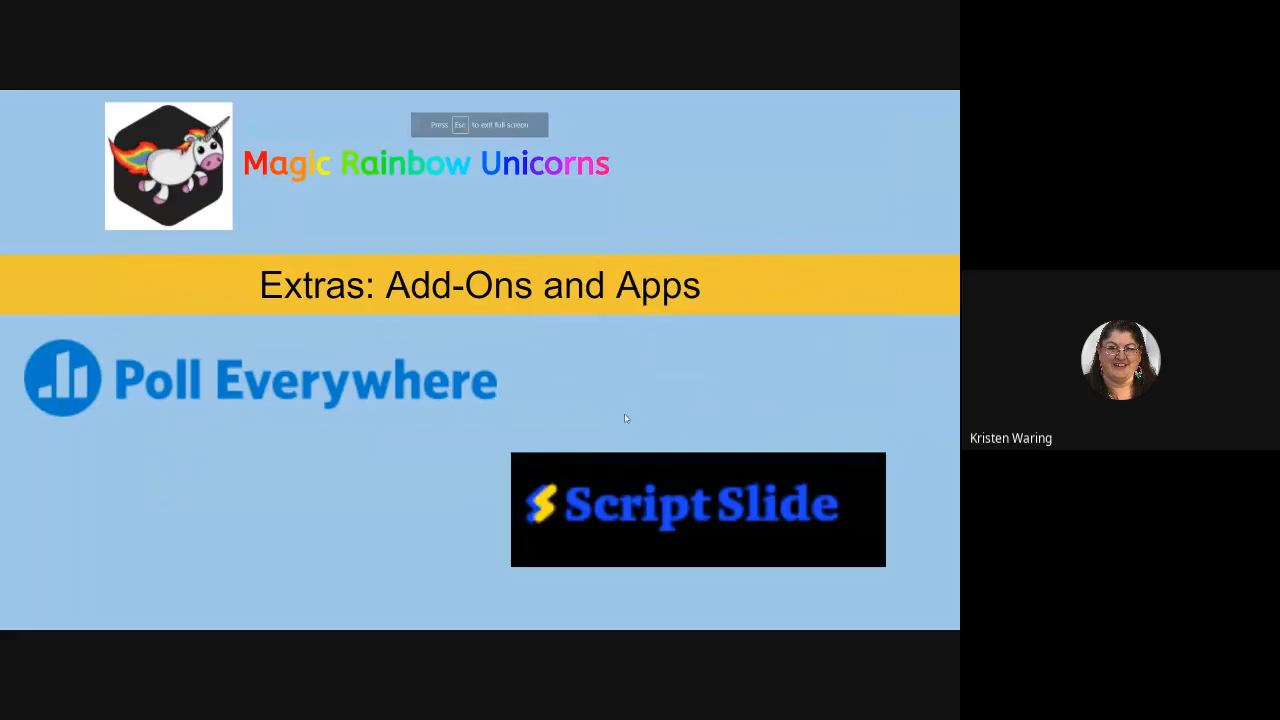 Press Esc to exit full screen
Magic Rainbow Unicorns
Extras: Add-Ons and Apps
Poll Everywhere
Script Slide
Kristen Waring